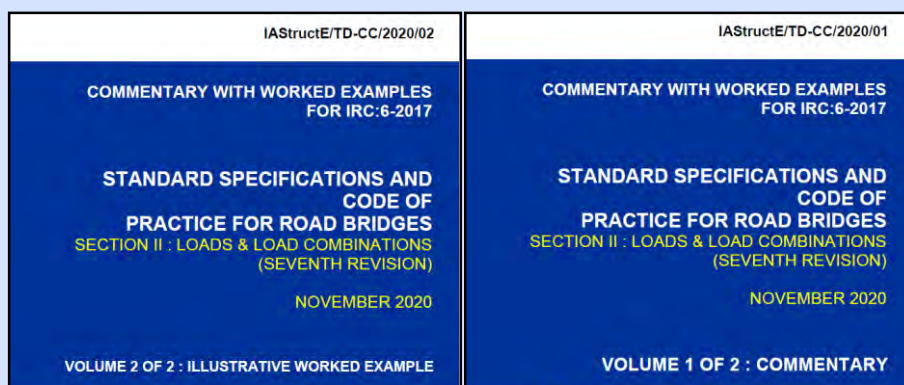 IAStructE/TD-CC/2020/02
COMMENTARY WITH WORKED EXAMPLES
FOR IRC:6-2017
STANDARD SPECIFICATIONS AND
CODE OF
PRACTICE FOR ROAD BRIDGES
SECTION II : LOADS & LOAD COMBINATIONS
(SEVENTH REVISION)
NOVEMBER 2020
VOLUME 2 OF 2 : ILLUSTRATIVE WORKED EXAMPLE
IAStructE/TD-CC/2020/01
COMMENTARY WITH WORKED EXAMPLES
FOR IRC:6-2017
STANDARD SPECIFICATIONS AND
CODE OF
PRACTICE FOR ROAD BRIDGES
SECTION II : LOADS & LOAD COMBINATIONS
(SEVENTH REVISION)
NOVEMBER 2020
VOLUME 1 OF 2 : COMMENTARY